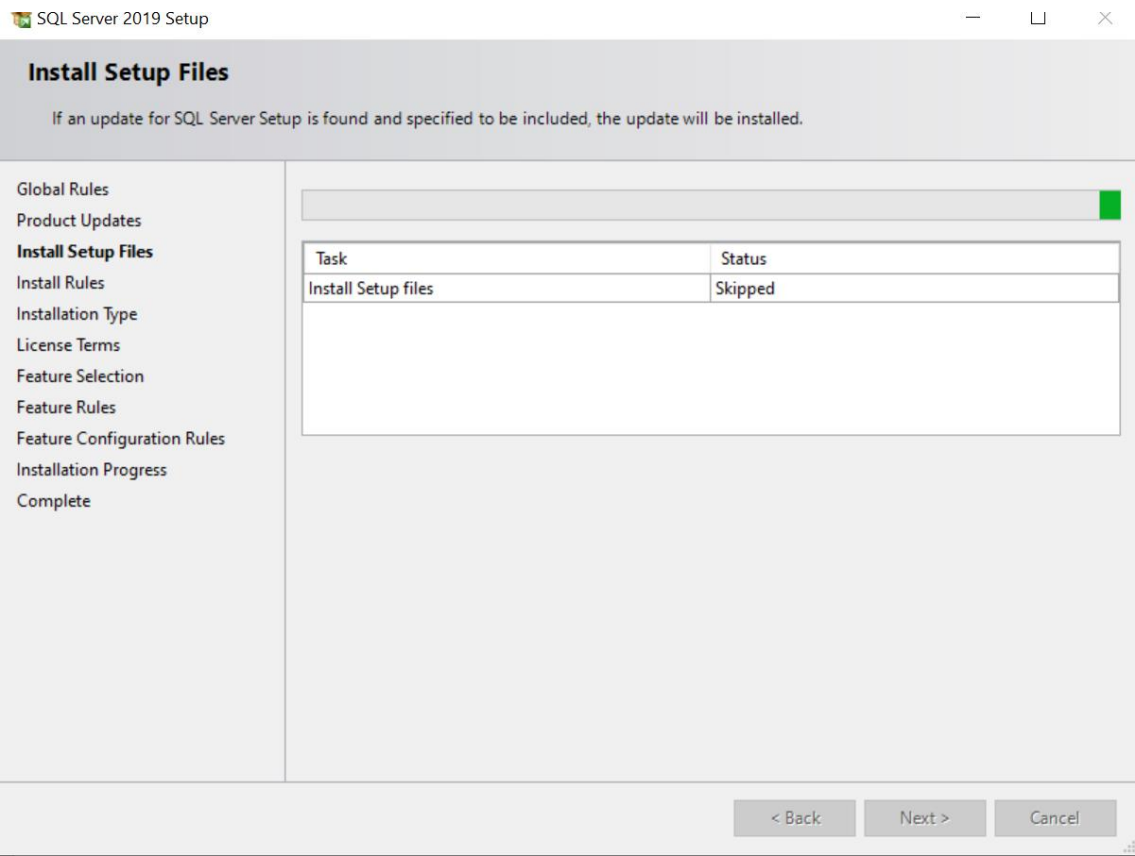 SQL Server 2019 Setup
Install Setup Files
If an update for SQL Server Setup is found and specified to be included, the update will be installed.
Global Rules
Product Updates
Install Setup Files
Install Rules
Installation Type
License Terms
Feature Selection
Feature Rules
Feature Configuration Rules
Installation Progress
Complete
Task Status
Install Setup files Skipped
< Back Next > Cancel